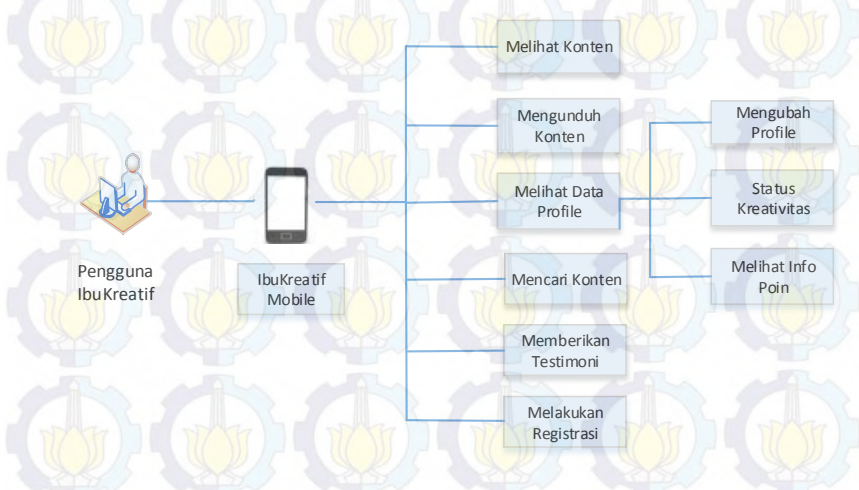 Melihat Konten
Mengunduh
Konten
Mengubah
Profile
Melihat Data
Profile
Status
Kreativitas
Pengguna
IbuKreatif
IbuKreatif
Mobile
Mencari Konten
Melihat Info
Poin
Memberikan
Testimoni
Melakukan
Registrasi